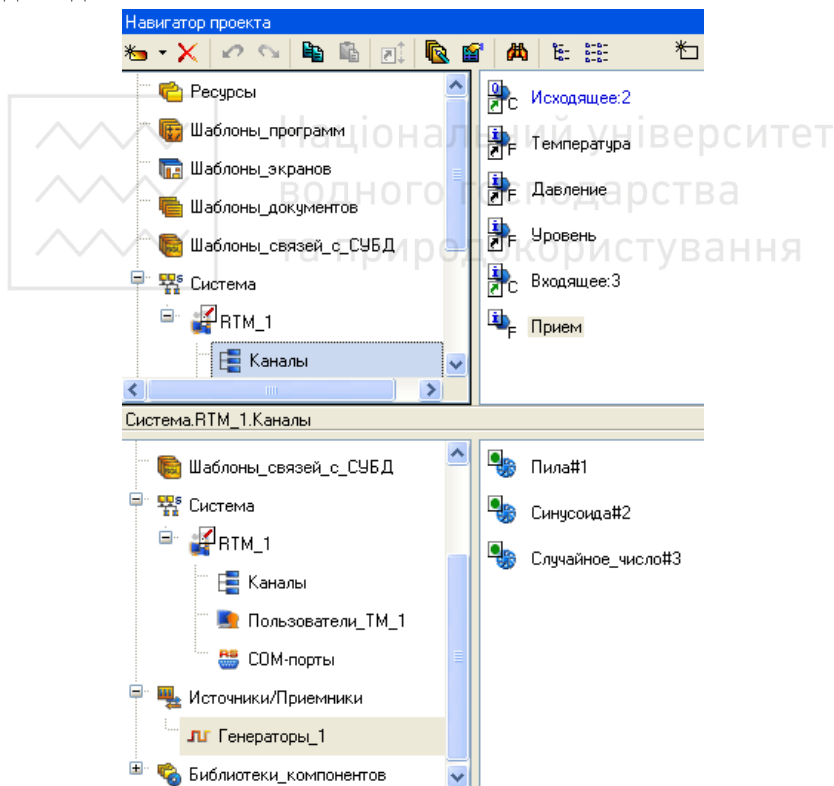 Навигатор проекта
Ресурсы
Шаблоны_программ
Шаблоны_экранов
Шаблоны_документов
Шаблоны_связей_с_СУБД
Система
RTM_1
Каналы
Исходящее:2
Температура
Давление
Уровень
Входящее:3
Прием
Національний університет
водного господарства
та природокористування
Система.RTM_1.Каналы
Шаблоны_связей_с_СУБД
Система
RTM_1
Каналы
Пользователи_ТМ_1
СОМ-порты
Источники/Приемники
Генераторы_1
Библиотеки_компонентов
Пила#1
Синусоида#2
Случайное_число#3